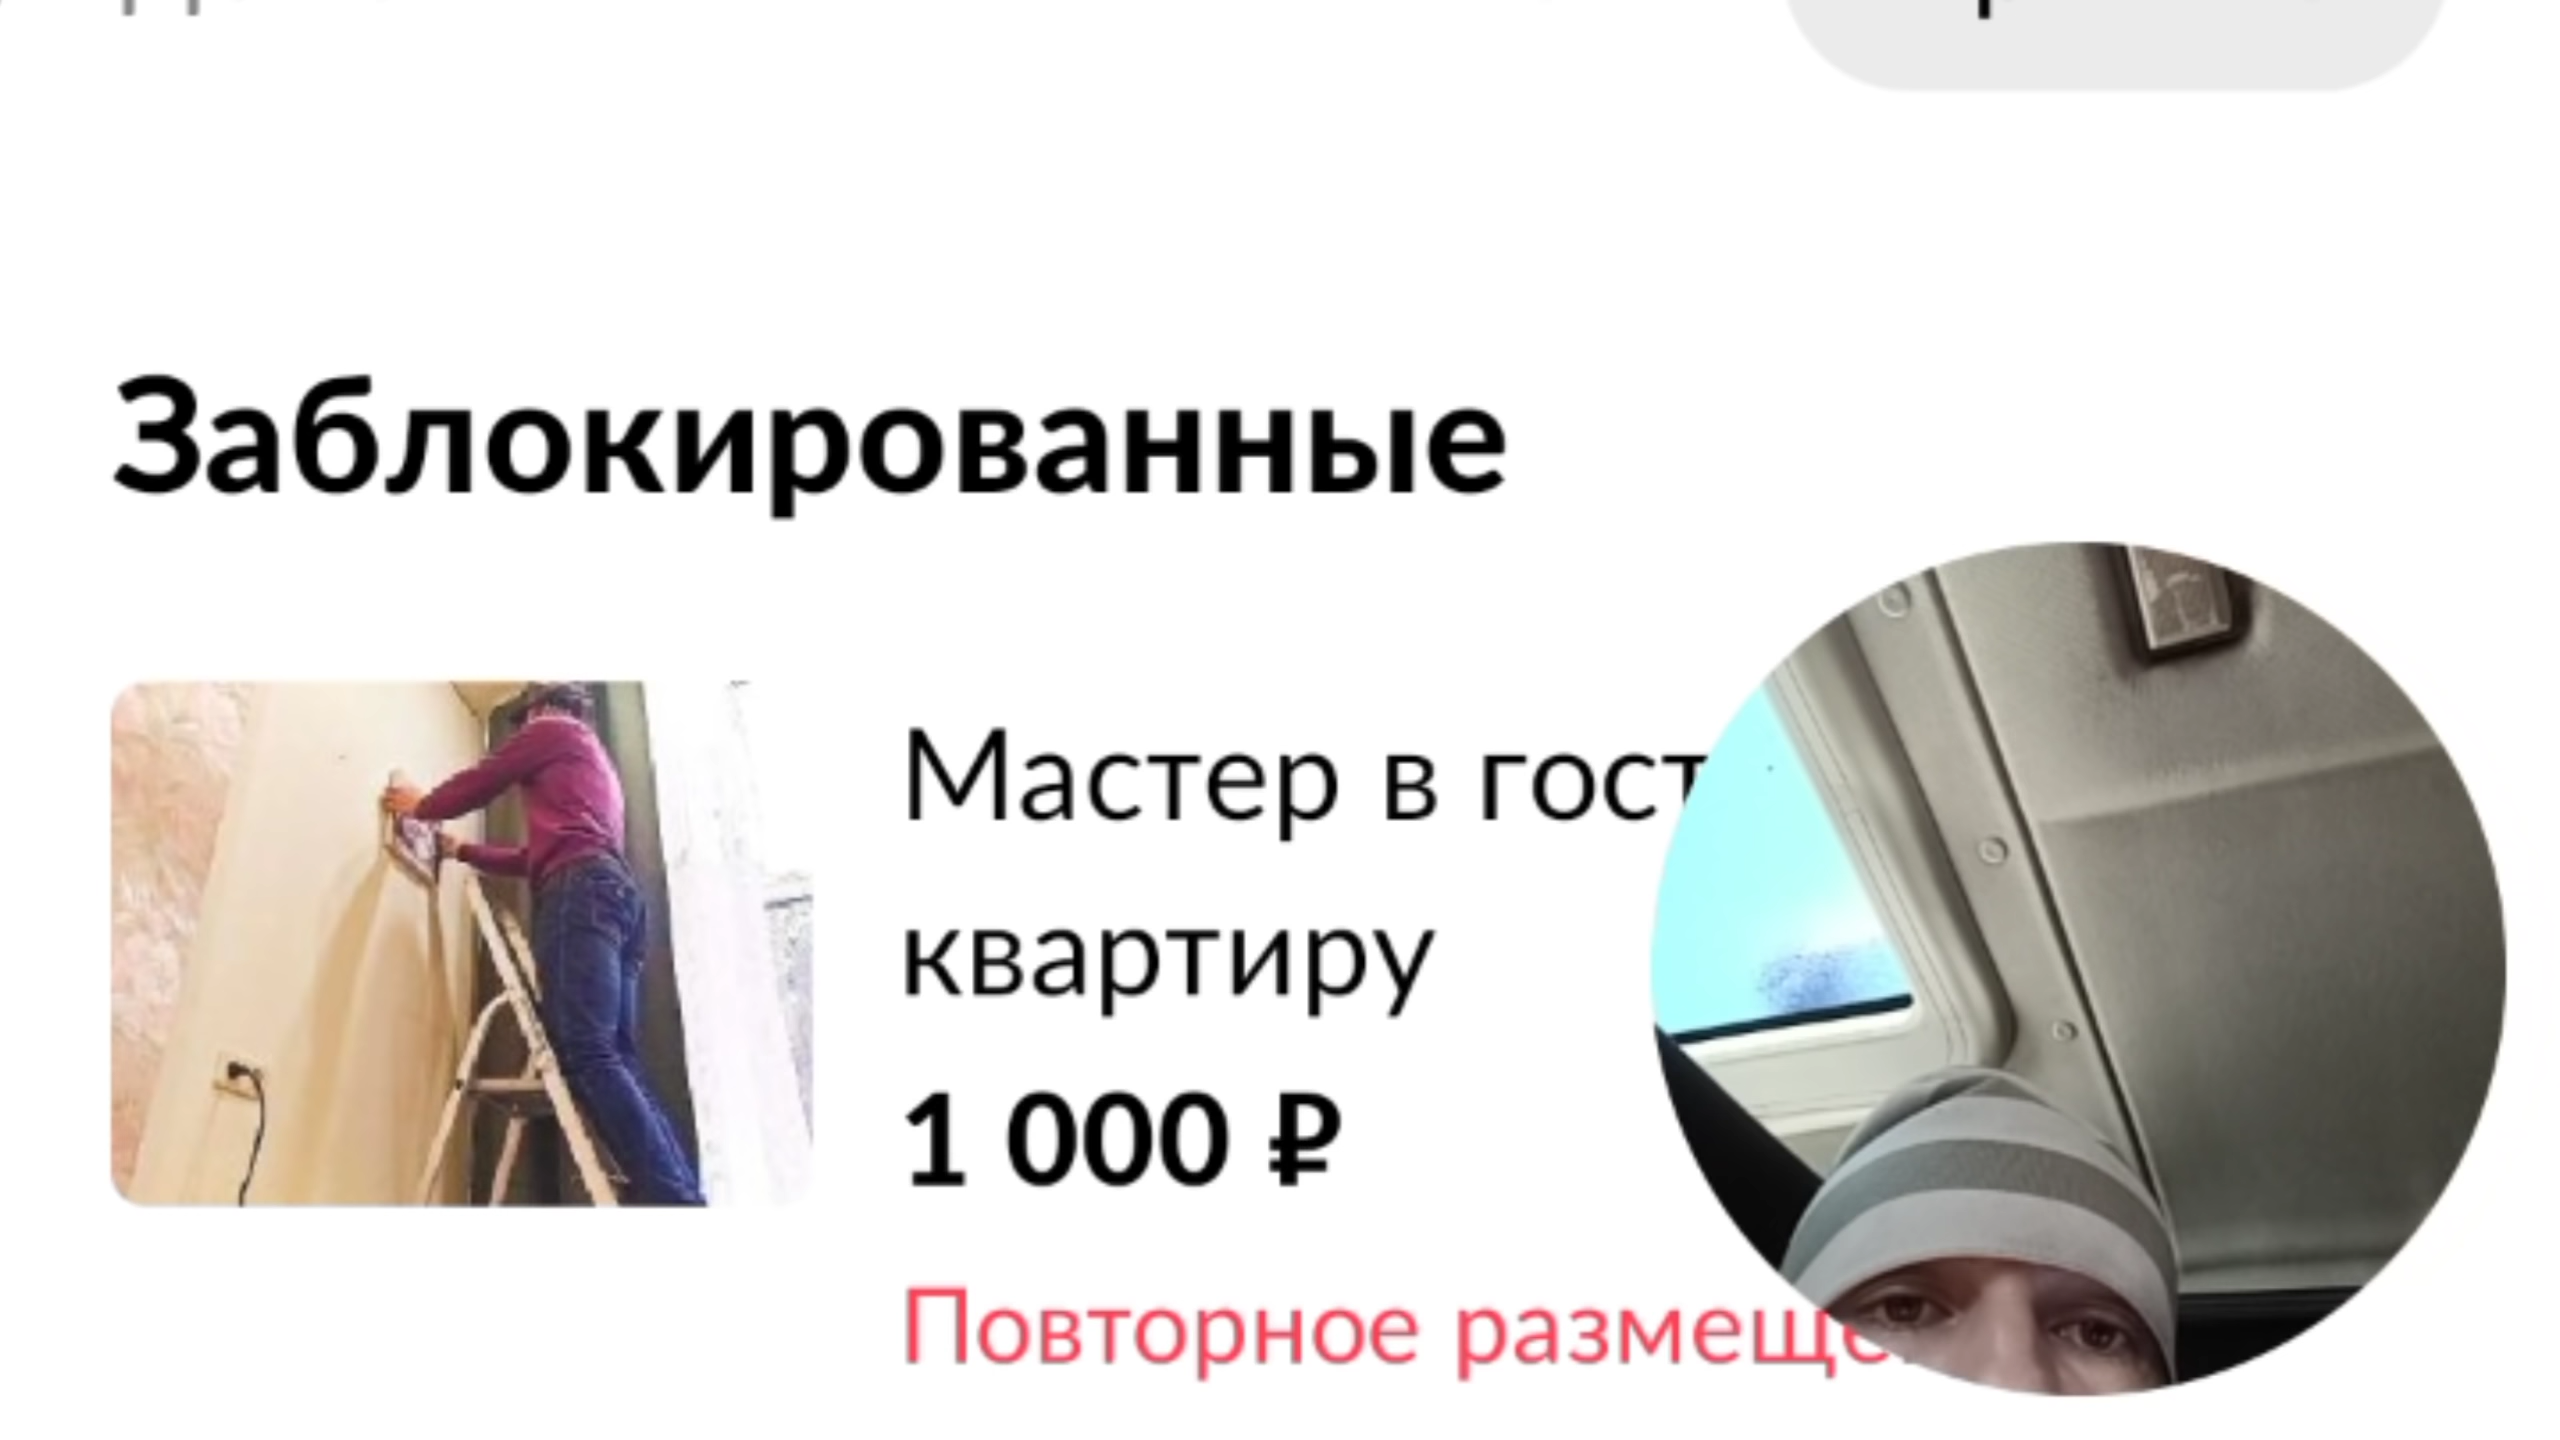 Заблокированные
Мастер в гост
квартиру
1 000 ₽
Повторное размеще